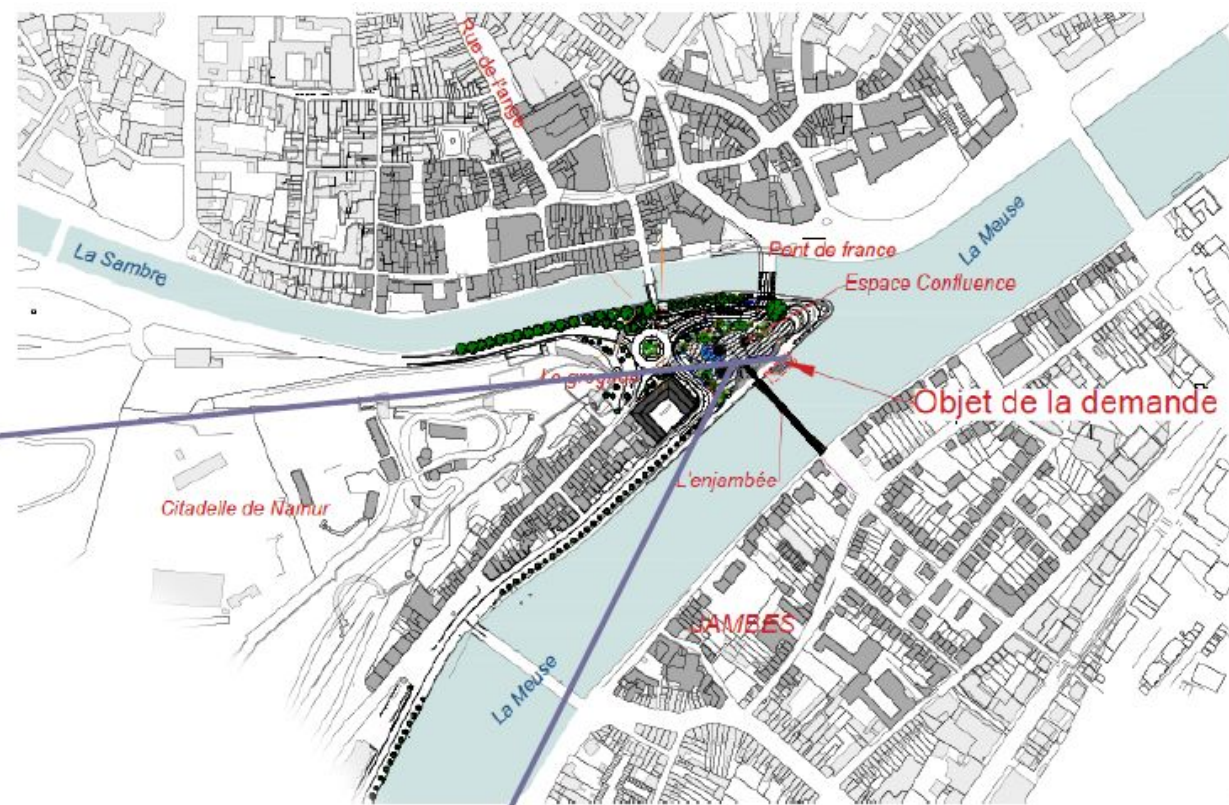 Rue de l'ange
La Sambre
Pont de france
La Meuse
Espace Confluence
Objet de la demande
L'enjambée
Citadelle de Namur
JAMBES
La Meuse